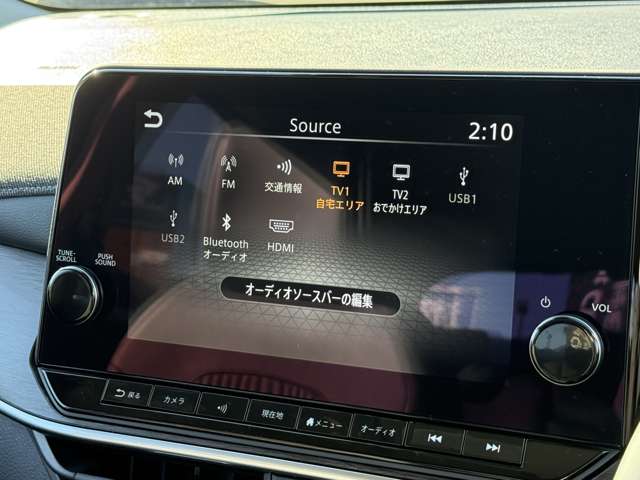 Source
2:10
AM
FM
交通情報
TV1
自宅エリア
TV2
おでかけエリア
USB1
USB2
Bluetooth
オーディオ
HDMI
オーディオソースバーの編集
TUNE-
SCROLL
PUSH
SOUND
VOL
戻る
カメラ
現在地
メニュー
オーディオ